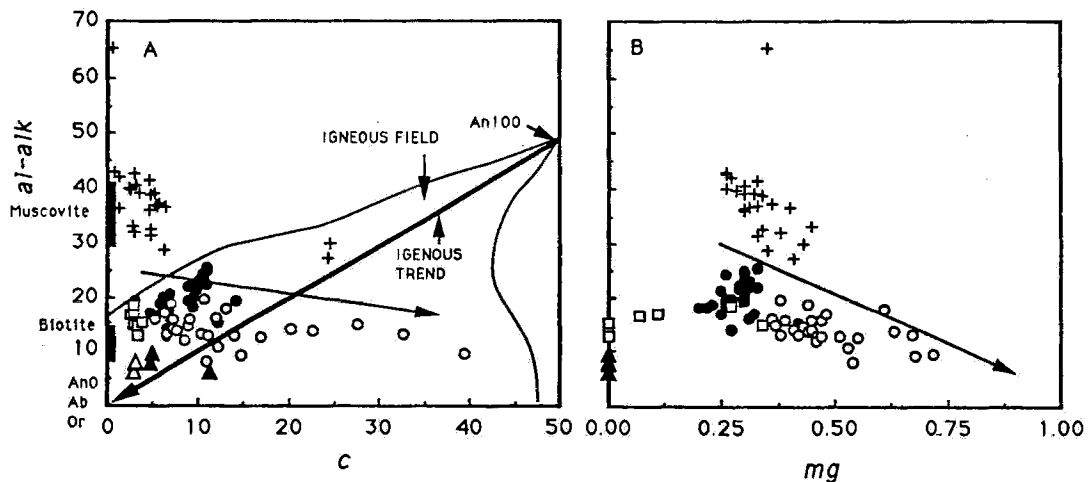 A
B
70
60
50
40
30
20
10
al-alk
Muscovite
Biotite
An0
Ab
Or
IGNEOUS FIELD
An100
IGENOUS
TREND
0
10
20
30
40
50
c
0.00
0.25
0.50
0.75
1.00
mg